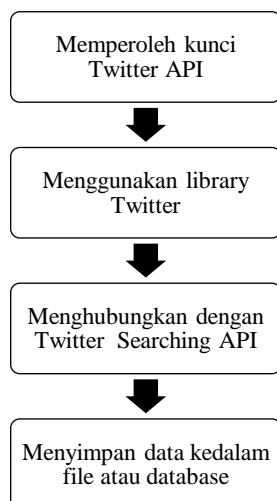 Memperoleh kunci
Twitter API
Menggunakan library
Twitter
Menghubungkan dengan
Twitter Searching API
Menyimpan data kedalam
file atau database